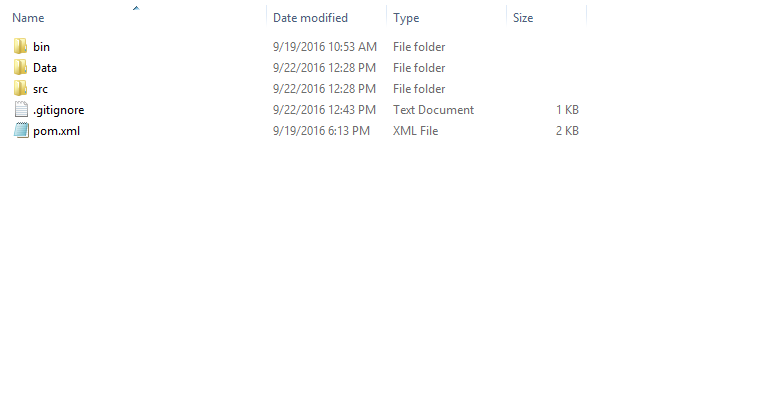 Name Date modified Type Size
bin 9/19/2016 10:53 AM File folder
Data 9/22/2016 12:28 PM File folder
src 9/22/2016 12:28 PM File folder
.gitignore 9/22/2016 12:43 PM Text Document 1 KB
pom.xml 9/19/2016 6:13 PM XML File 2 KB